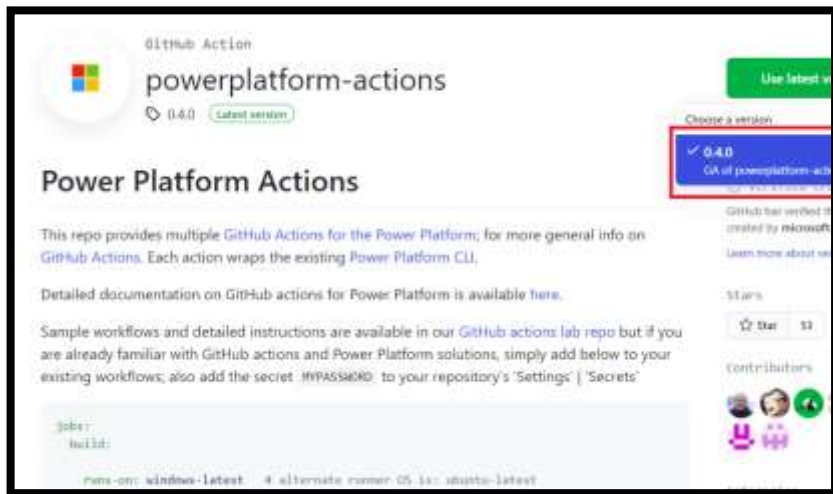 GitHub Action
powerplatform-actions
0.4.0 Latest version
Use latest v
Choose a version
0.4.0
GA of powerplatform-acti
Power Platform Actions
GitHub has verified th
created by microsoft
Learn more about ver
This repo provides multiple GitHub Actions for the Power Platform; for more general info on
GitHub Actions. Each action wraps the existing Power Platform CLI.
Detailed documentation on GitHub actions for Power Platform is available here.
Stars
Star 53
Sample workflows and detailed instructions are available in our GitHub actions lab repo but if you
are already familiar with GitHub actions and Power Platform solutions, simply add below to your
existing workflows; also add the secret MYPASSWORD to your repository's 'Settings' | 'Secrets'
Contributors
jobs:
build:
runs-on: windows-latest # alternate runner OS is: ubuntu-latest